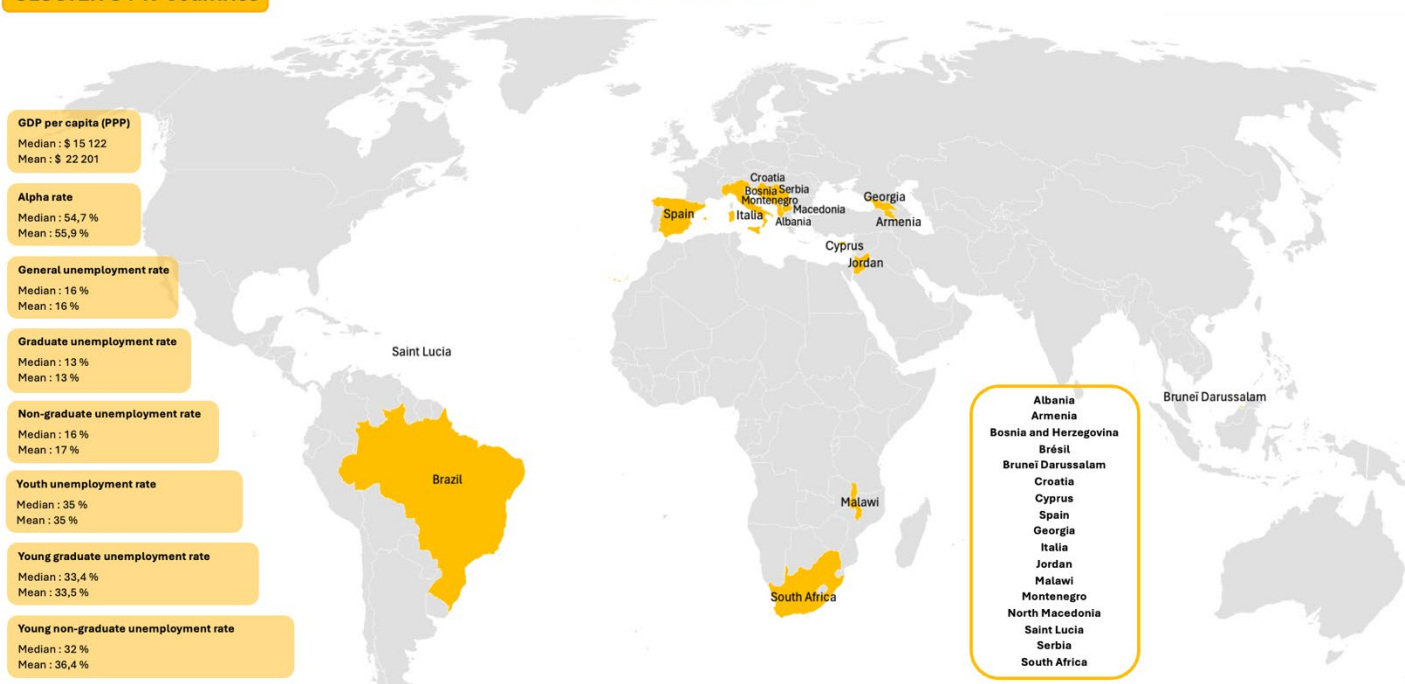 GDP per capita (PPP)
Median : $ 15 122
Mean : $ 22 201
Alpha rate
Median : 54,7 %
Mean : 55,9 %
General unemployment rate
Median : 16 %
Mean : 16 %
Graduate unemployment rate
Median : 13 %
Mean : 13 %
Non-graduate unemployment rate
Median : 16 %
Mean : 17 %
Youth unemployment rate
Median : 35 %
Mean : 35 %
Young graduate unemployment rate
Median : 33,4 %
Mean : 33,5 %
Young non-graduate unemployment rate
Median : 32 %
Mean : 36,4 %
Saint Lucia
Brazil
Croatia
Bosnia
Serbia
Montenegro
Spain
Italia
Macedonia
Albania
Georgia
Armenia
Cyprus
Jordan
Malawi
South Africa
Bruneï Darussalam
Albania
Armenia
Bosnia and Herzegovina
Brésil
Bruneï Darussalam
Croatia
Cyprus
Spain
Georgia
Italia
Jordan
Malawi
Montenegro
North Macedonia
Saint Lucia
Serbia
South Africa